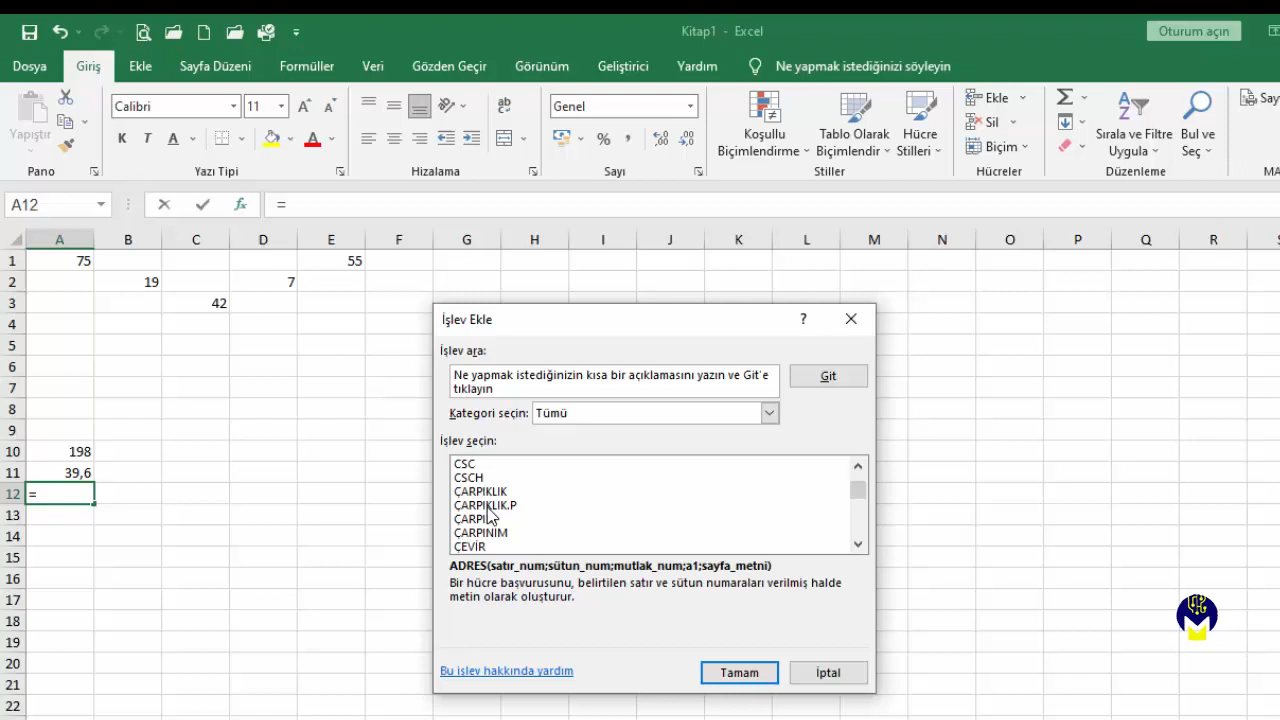 Kitap1 - Excel
Oturum açın
Dosya Giriş Ekle Sayfa Düzeni Formüller Veri Gözden Geçir Görünüm Geliştirici Yardım Ne yapmak istediğinizi söyleyin
Yapıştır
Pano
Calibri 11
K T A
A
Yazı Tipi
ab
Hizalama
Genel
%
Sayı
Koşullu
Biçimlendirme
Tablo Olarak
Biçimlendir
Hücre
Stilleri
Stiller
Ekle
Sil
Biçim
Hücreler
Σ
Sırala ve Filtre
Uygula
Bul ve
Seç
Düzenleme
A12 fx =
A B C D E F G H I J K L M N O P Q R
1 75 55
2 19 7
3 42
4
5
6
7
8
9
10 198
11 39,6
12 =
13
14
15
16
17
18
19
20
21
22
İşlev Ekle ?
İşlev ara:
Ne yapmak istediğinizin kısa bir açıklamasını yazın ve Git'e
tıklayın
Git
Kategori seçin: Tümü
İşlev seçin:
CSC
CSCH
ÇARPIKLIK
ÇARPIKLIK.P
ÇARPINIM
ÇEVİR
ADRES(satır_num;sütun_num;mutlak_num;a1;sayfa_metni)
Bir hücre başvurusunu, belirtilen satır ve sütun numaraları verilmiş halde
metin olarak oluşturur.
Bu işlev hakkında yardım
Tamam
İptal